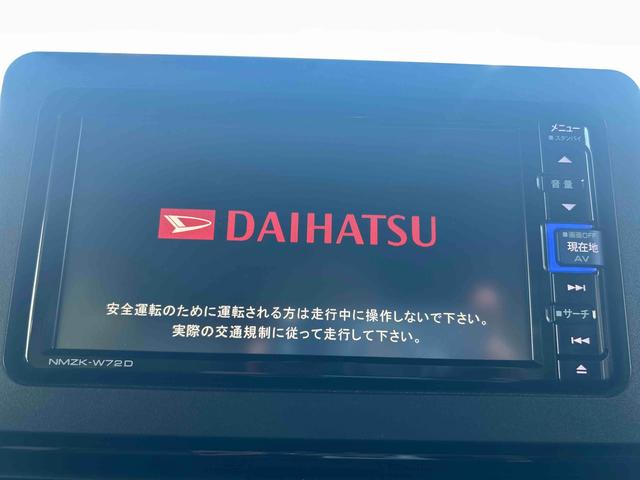 DAIHATSU
安全運転のために運転される方は走行中に操作しないで下さい。
実際の交通規制に従って走行して下さい。
NMZK-W72D
メニュー
■スタンバイ
音量
■画面OFF
現在地
AV
■サーチ